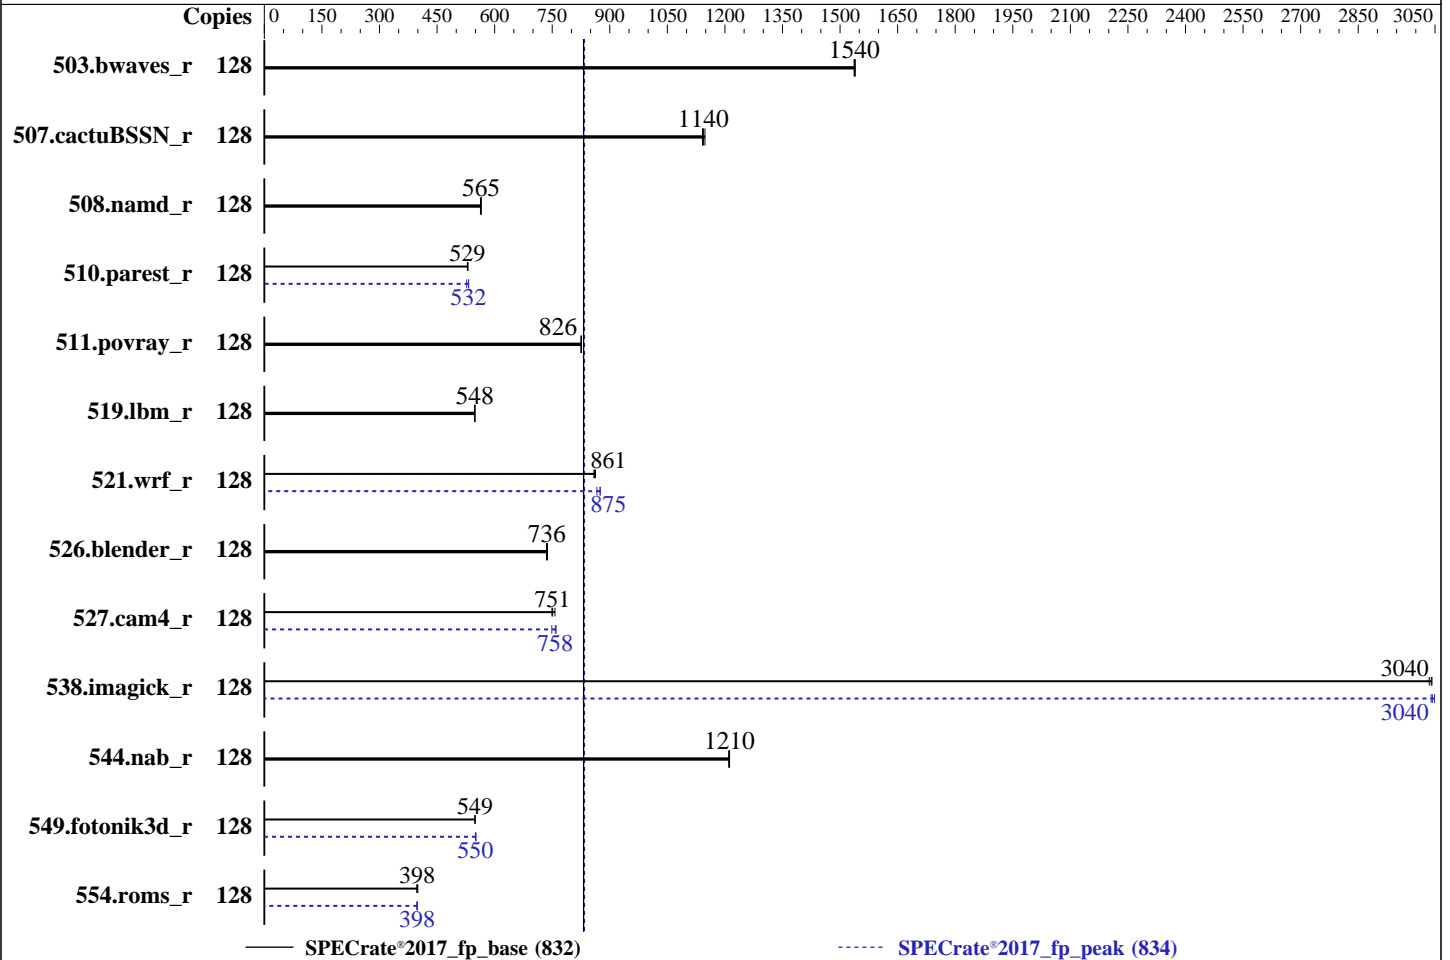 Copies 0 150 300 450 600 750 900 1050 1200 1350 1500 1650 1800 1950 2100 2250 2400 2550 2700 2850 3050
503.bwaves_r 128 1540
507.cactuBSSN_r 128 1140
508.namd_r 128 565
510.parest_r 128 529
532
511.povray_r 128 826
519.lbm_r 128 548
521.wrf_r 128 861
875
526.blender_r 128 736
527.cam4_r 128 751
758
538.imagick_r 128 3040
3040
544.nab_r 128 1210
549.fotonik3d_r 128 549
550
554.roms_r 128 398
398
SPECrate®2017_fp_base (832) SPECrate®2017_fp_peak (834)